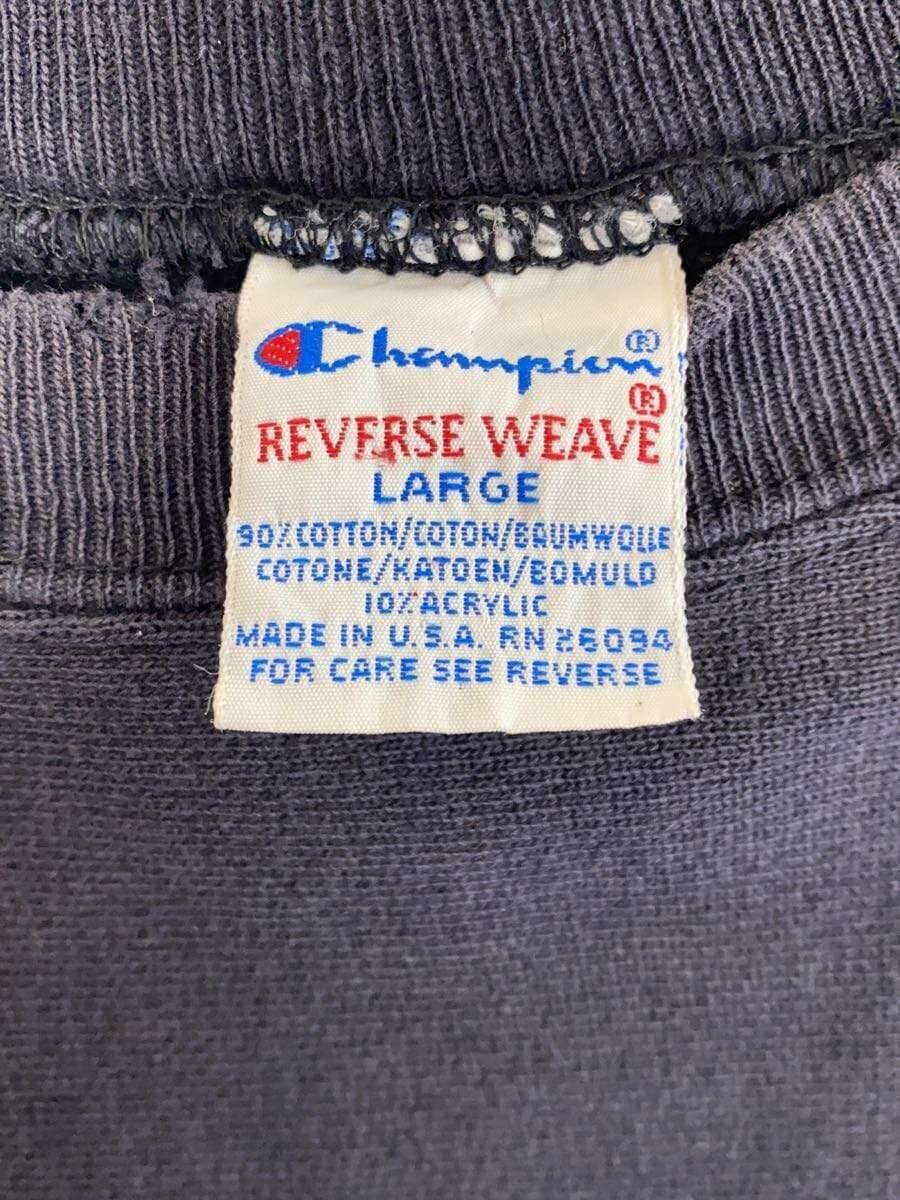 Champion®
REVERSE WEAVE®
LARGE
90% COTTON/COTON/BAUMWOLLE
COTONE/KATOEN/BOMULD
10% ACRYLIC
MADE IN U.S.A. RN 26094
FOR CARE SEE REVERSE